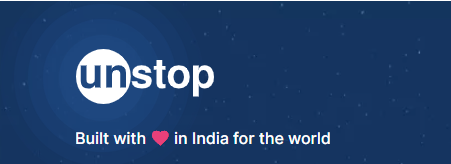 unstop
Built with ❤ in India for the world